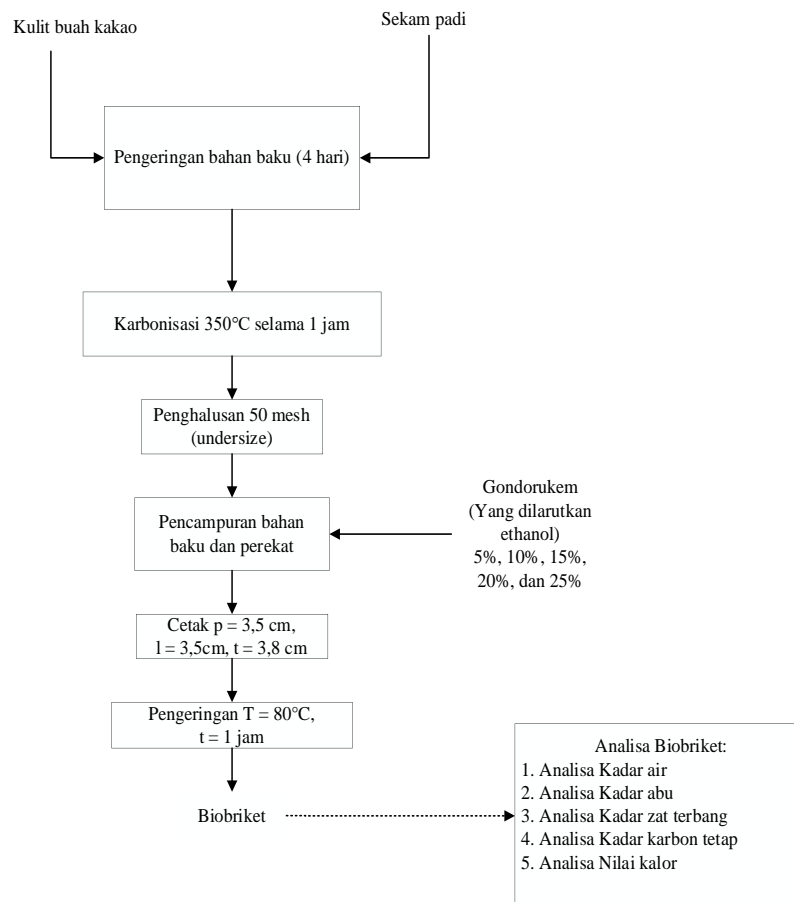 Kulit buah kakao
Sekam padi
Pengeringan bahan baku (4 hari)
Karbonisasi 350°C selama 1 jam
Penghalusan 50 mesh
(undersize)
Pencampuran bahan
baku dan perekat
Gondorukem
(Yang dilarutkan
ethanol)
5%, 10%, 15%,
20%, dan 25%
Cetak p = 3,5 cm,
l = 3,5cm, t = 3,8 cm
Pengeringan T = 80°C,
t = 1 jam
Biobriket
Analisa Biobriket:
1. Analisa Kadar air
2. Analisa Kadar abu
3. Analisa Kadar zat terbang
4. Analisa Kadar karbon tetap
5. Analisa Nilai kalor